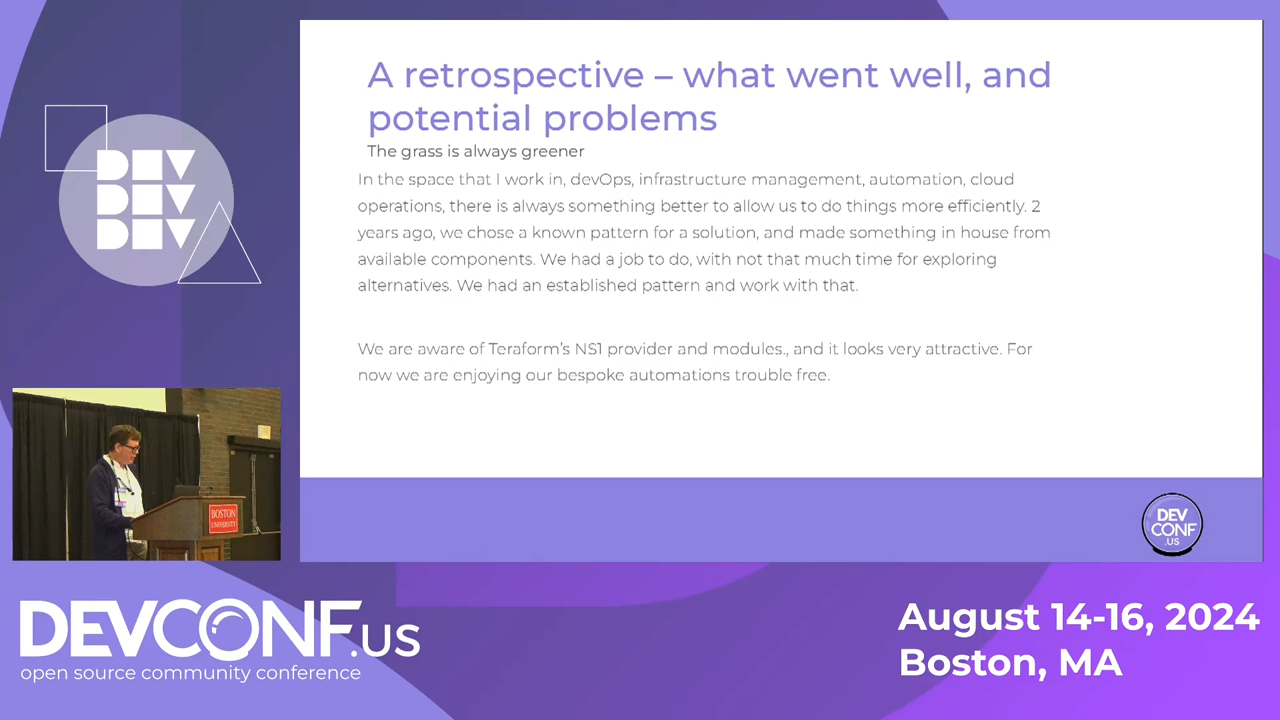 A retrospective – what went well, and
potential problems
The grass is always greener
In the space that I work in, devOps, infrastructure management, automation, cloud
operations, there is always something better to allow us to do things more efficiently. 2
years ago, we chose a known pattern for a solution, and made something in house from
available components. We had a job to do, with not that much time for exploring
alternatives. We had an established pattern and work with that.
We are aware of Teraform's NS1 provider and modules., and it looks very attractive. For
now we are enjoying our bespoke automations trouble free.
DEV
DEV
DEV
BOSTON
UNIVERSITY
DEV
CONF
.US
DEVCONF.US
open source community conference
August 14-16, 2024
Boston, MA